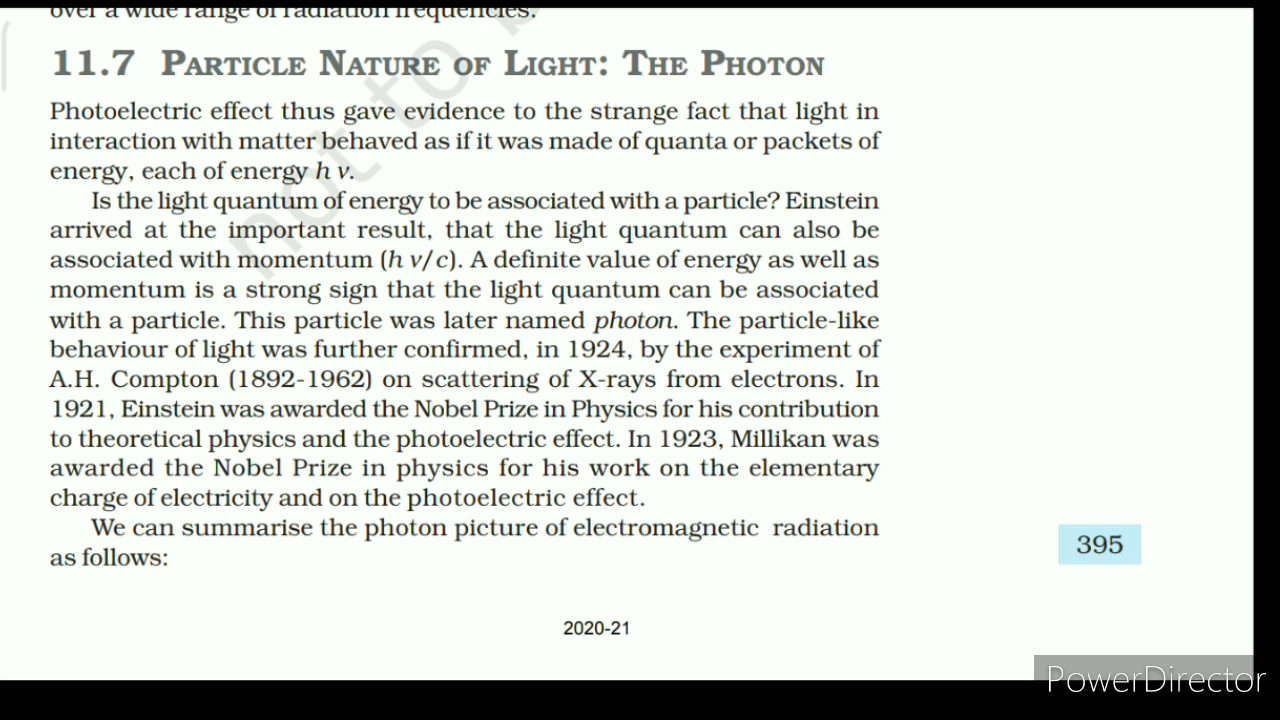 over a wide range of radiation frequencies.
11.7 PARTICLE NATURE OF LIGHT: THE PHOTON
Photoelectric effect thus gave evidence to the strange fact that light in
interaction with matter behaved as if it was made of quanta or packets of
energy, each of energy h ν.
Is the light quantum of energy to be associated with a particle? Einstein
arrived at the important result, that the light quantum can also be
associated with momentum (h ν/c). A definite value of energy as well as
momentum is a strong sign that the light quantum can be associated
with a particle. This particle was later named photon. The particle-like
behaviour of light was further confirmed, in 1924, by the experiment of
A.H. Compton (1892-1962) on scattering of X-rays from electrons. In
1921, Einstein was awarded the Nobel Prize in Physics for his contribution
to theoretical physics and the photoelectric effect. In 1923, Millikan was
awarded the Nobel Prize in physics for his work on the elementary
charge of electricity and on the photoelectric effect.
We can summarise the photon picture of electromagnetic radiation
as follows:
395
2020-21
not to
PowerDirector